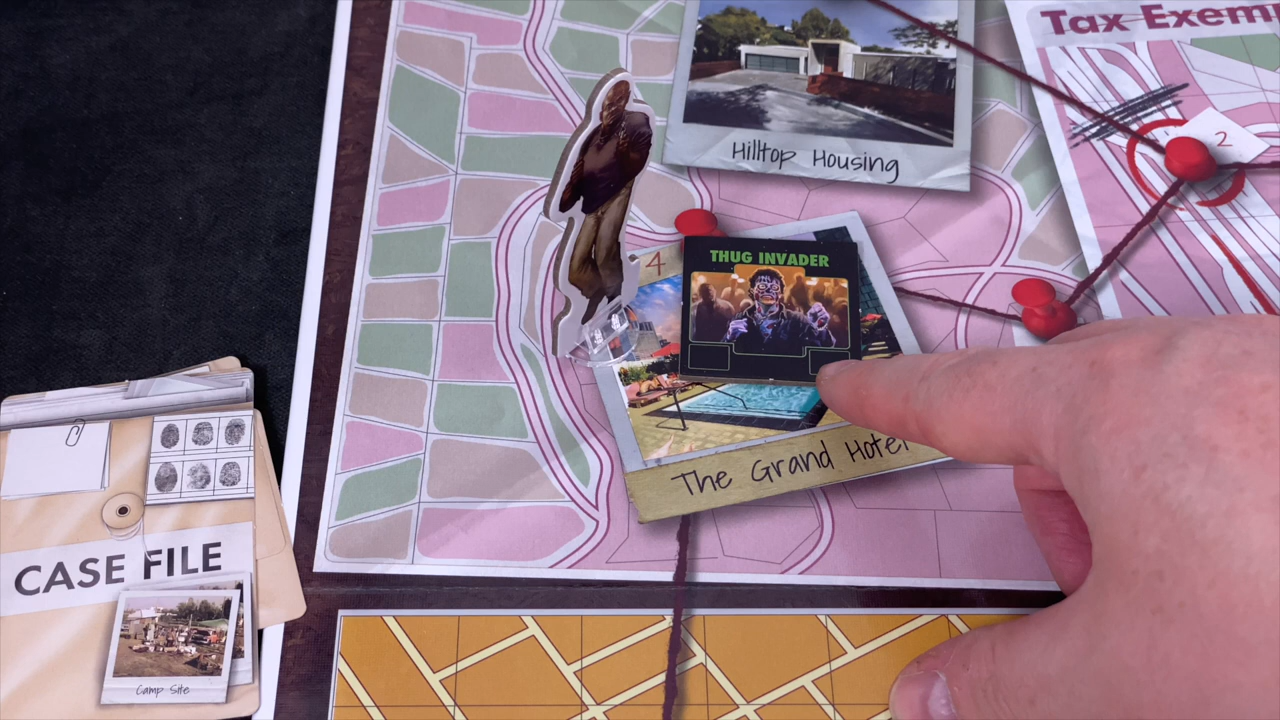 Tax Exem
2
Hilltop Housing
4
THUG INVADER
The Grand Hotel
CASE FILE
Camp Site